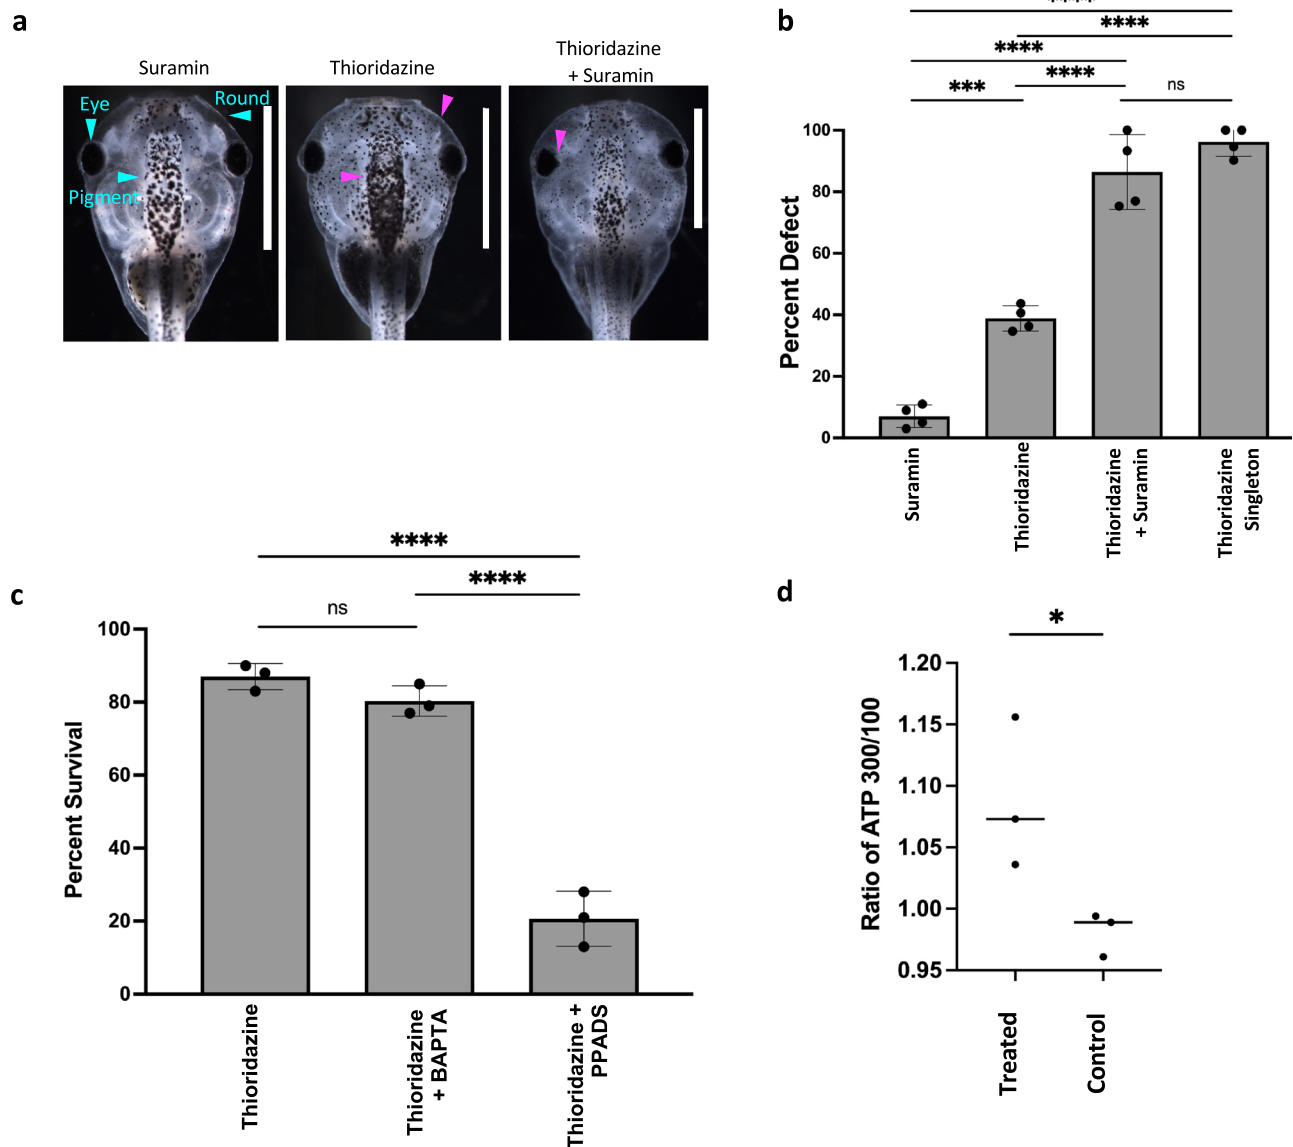 a
Suramin
Thioridazine
Thioridazine
+ Suramin
Eye
Round
Pigment
b
****
****
****
***
****
ns
Percent Defect
100
80
60
40
20
0
Suramin
Thioridazine
Thioridazine
+ Suramin
Thioridazine
Singleton
c
****
****
ns
Percent Survival
100
80
60
40
20
0
Thioridazine
Thioridazine
+ BAPTA
Thioridazine +
PPADS
d
*
Ratio of ATP 300/100
1.20
1.15
1.10
1.05
1.00
0.95
Treated
Control